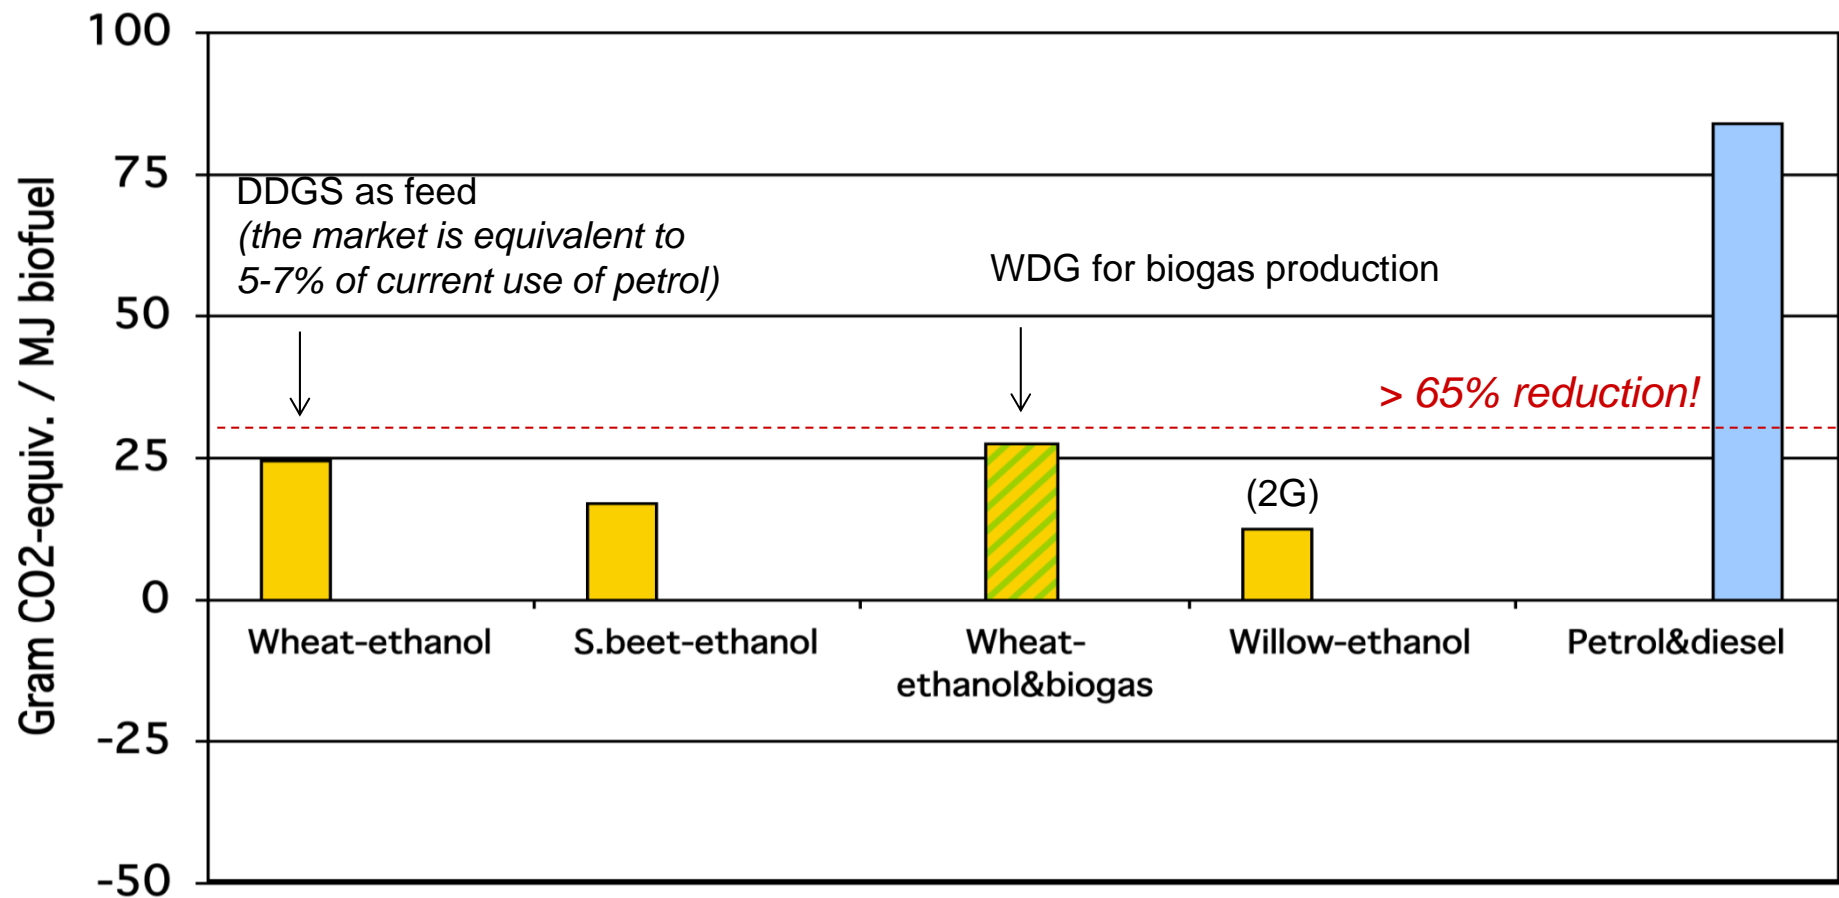 Gram CO2-equiv. / MJ biofuel
100
75
50
25
0
-25
-50
DDGS as feed
(the market is equivalent to
5-7% of current use of petrol)
WDG for biogas production
> 65% reduction!
(2G)
Wheat-ethanol
S.beet-ethanol
Wheat-
ethanol&biogas
Willow-ethanol
Petrol&diesel